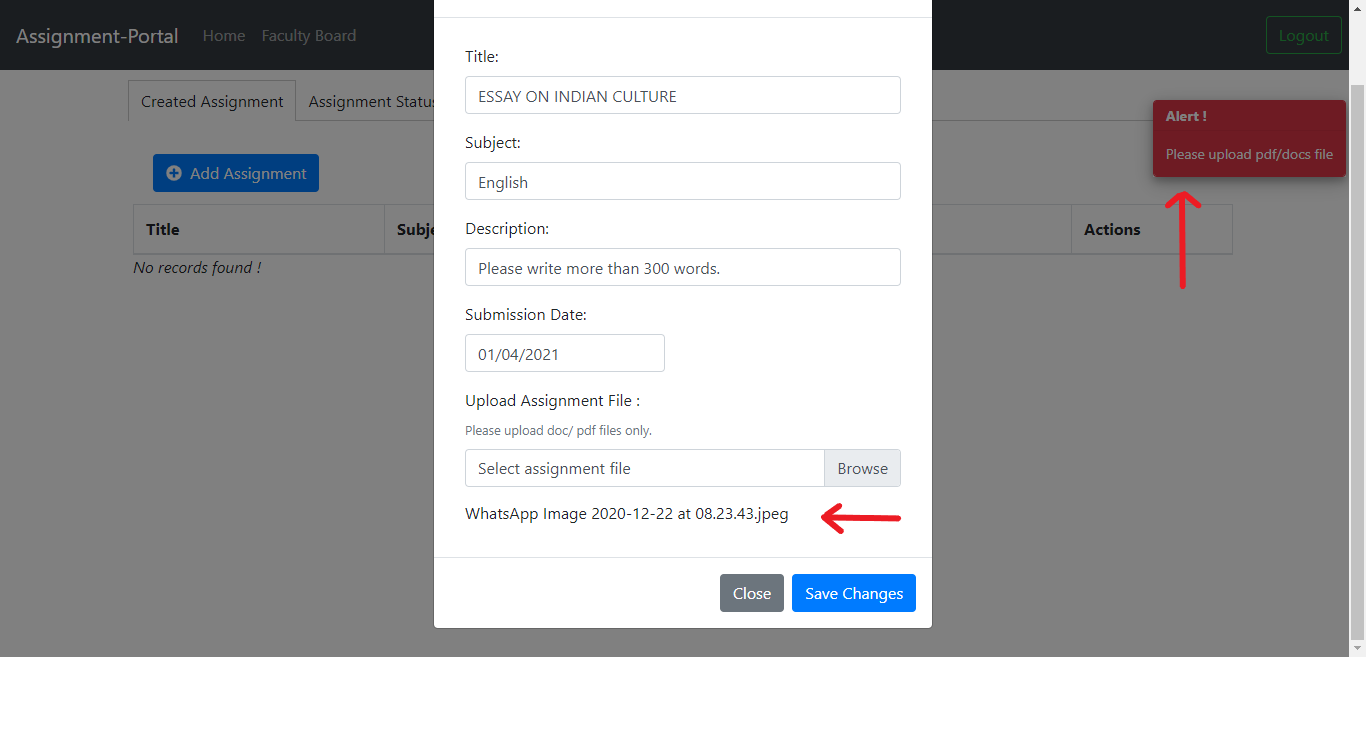 Assignment-Portal Home Faculty Board Logout
Created Assignment Assignment Status
Add Assignment
Title Subje Actions
No records found !
Title:
ESSAY ON INDIAN CULTURE
Subject:
English
Description:
Please write more than 300 words.
Submission Date:
01/04/2021
Upload Assignment File :
Please upload doc/ pdf files only.
Select assignment file Browse
WhatsApp Image 2020-12-22 at 08.23.43.jpeg
Close Save Changes
Alert !
Please upload pdf/docs file